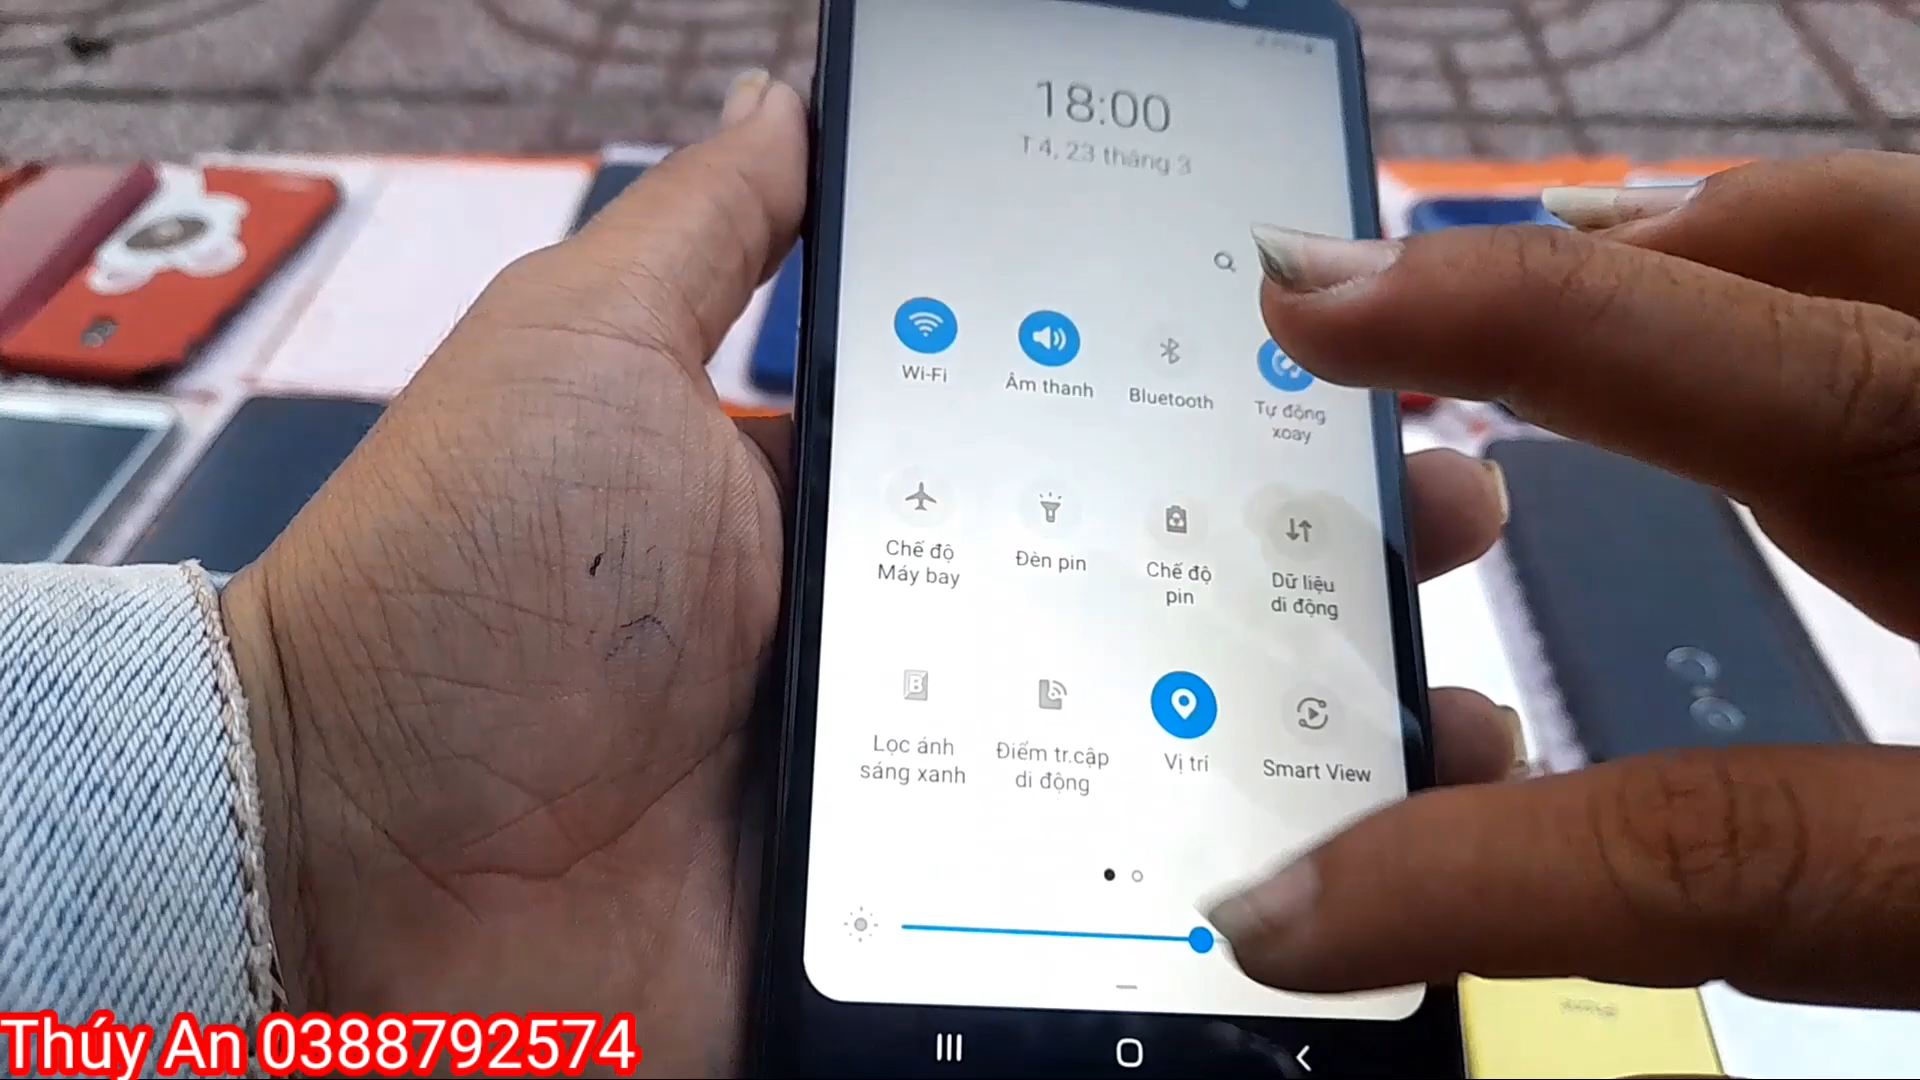 18:00
T 4, 23 tháng 3
Wi-Fi
Âm thanh
Bluetooth
Tự động
xoay
Chế độ
Máy bay
Đèn pin
Chế độ
pin
Dữ liệu
di động
Lọc ánh
sáng xanh
Điểm tr.cập
di động
Vị trí
Smart View
Thúy An 0388792574